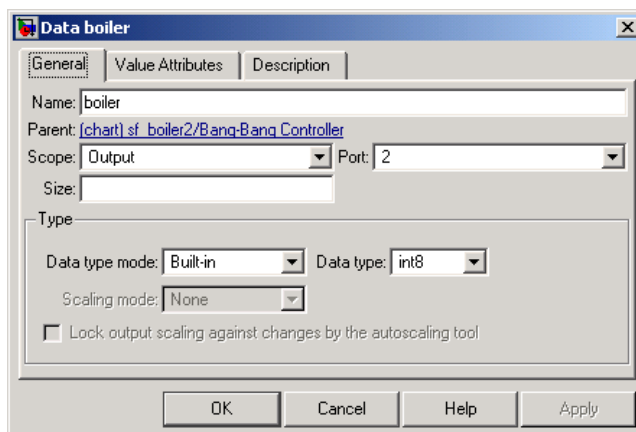 Data boiler
General Value Attributes Description
Name: boiler
Parent: (chart) sf_boiler2/Bang-Bang Controller
Scope: Output Port: 2
Size:
Type
Data type mode: Built-in Data type: int8
Scaling mode: None
Lock output scaling against changes by the autoscaling tool
OK Cancel Help Apply